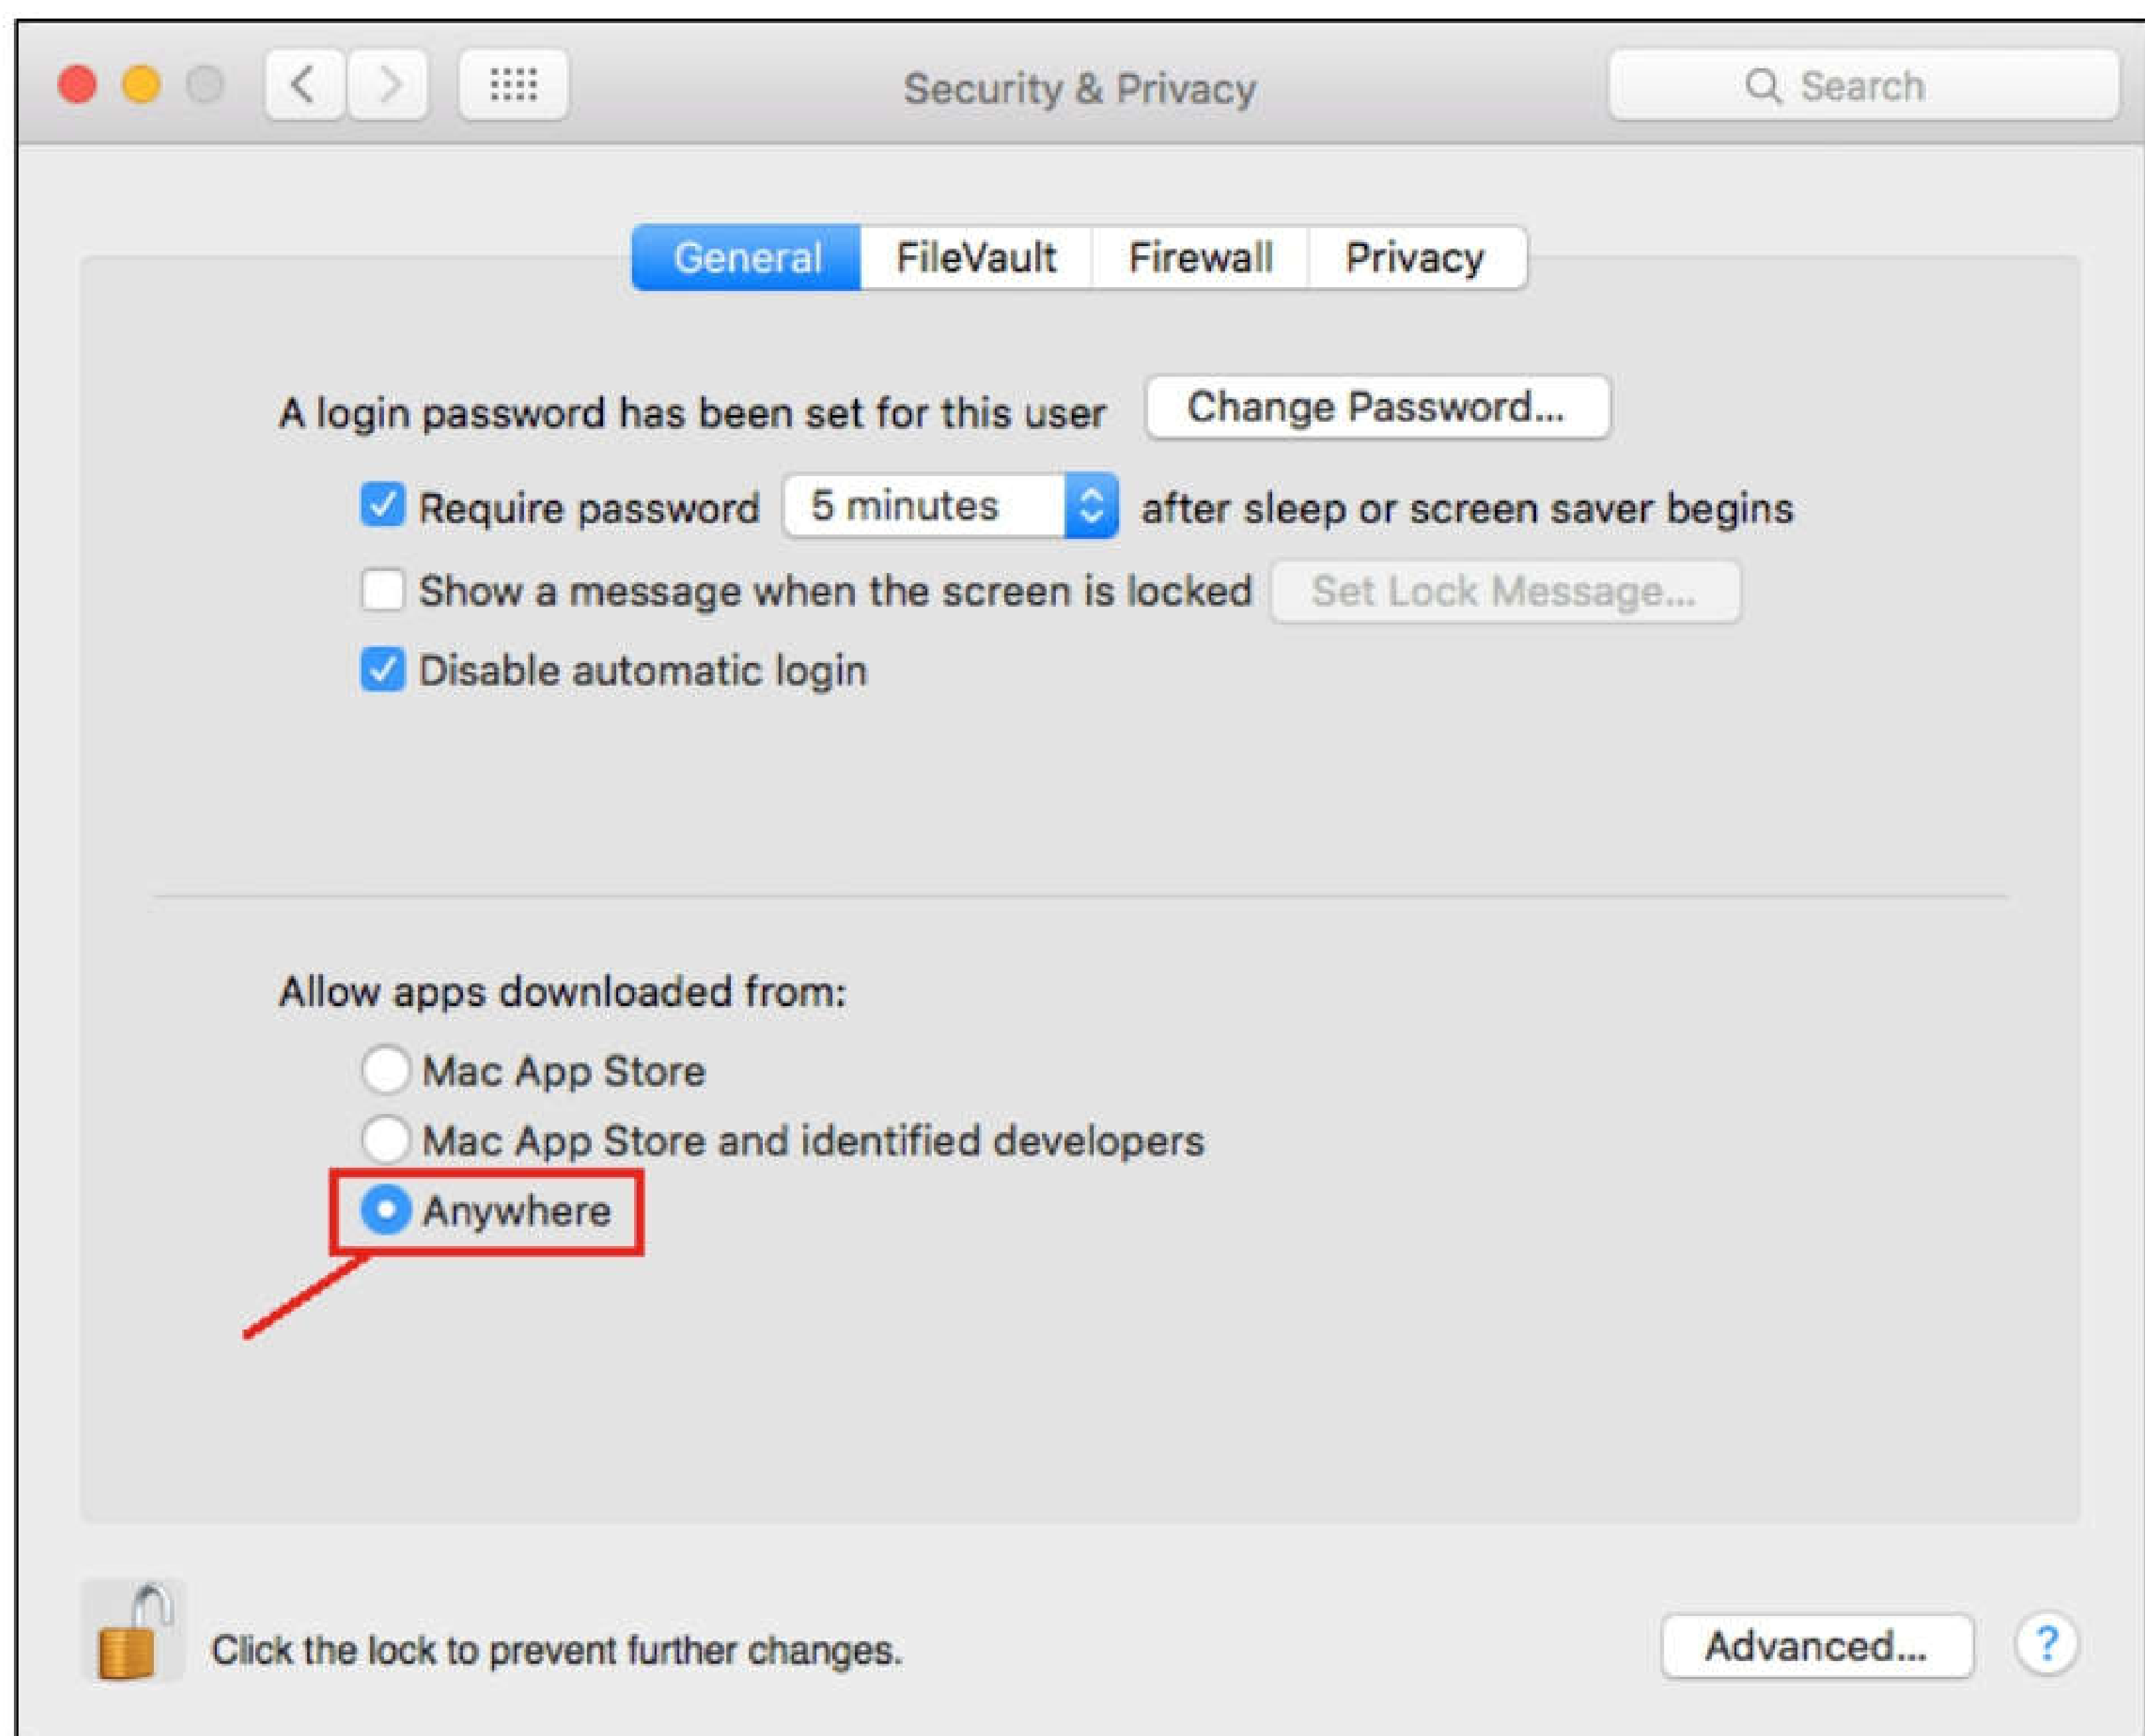 Security & Privacy
Search
General FileVault Firewall Privacy
A login password has been set for this user Change Password...
Require password 5 minutes after sleep or screen saver begins
Show a message when the screen is locked Set Lock Message...
Disable automatic login
Allow apps downloaded from:
Mac App Store
Mac App Store and identified developers
Anywhere
Click the lock to prevent further changes.
Advanced... ?